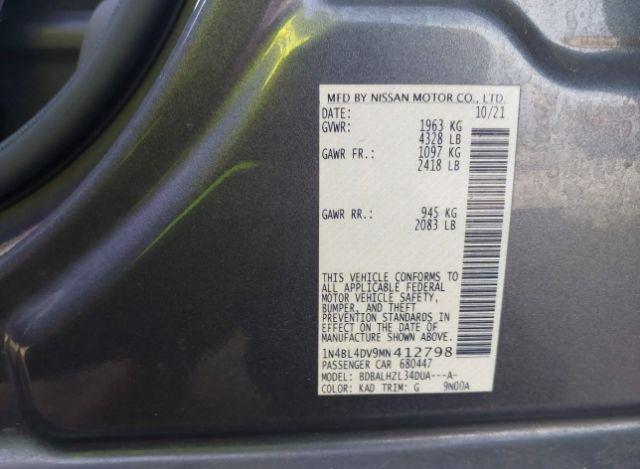 MFD BY NISSAN MOTOR CO., LTD.
DATE: 10/21
GVWR: 1963 KG
4328 LB
GAWR FR.: 1097 KG
2418 LB
GAWR RR.: 945 KG
2083 LB
THIS VEHICLE CONFORMS TO
ALL APPLICABLE FEDERAL
MOTOR VEHICLE SAFETY,
BUMPER, AND THEFT
PREVENTION STANDARDS IN
EFFECT ON THE DATE OF
MANUFACTURE SHOWN ABOVE.
1N4BL4DV9MN412798
PASSENGER CAR 680447
MODEL: BDBALHZL34DUA---A-
COLOR: KAD TRIM: G 9N00A